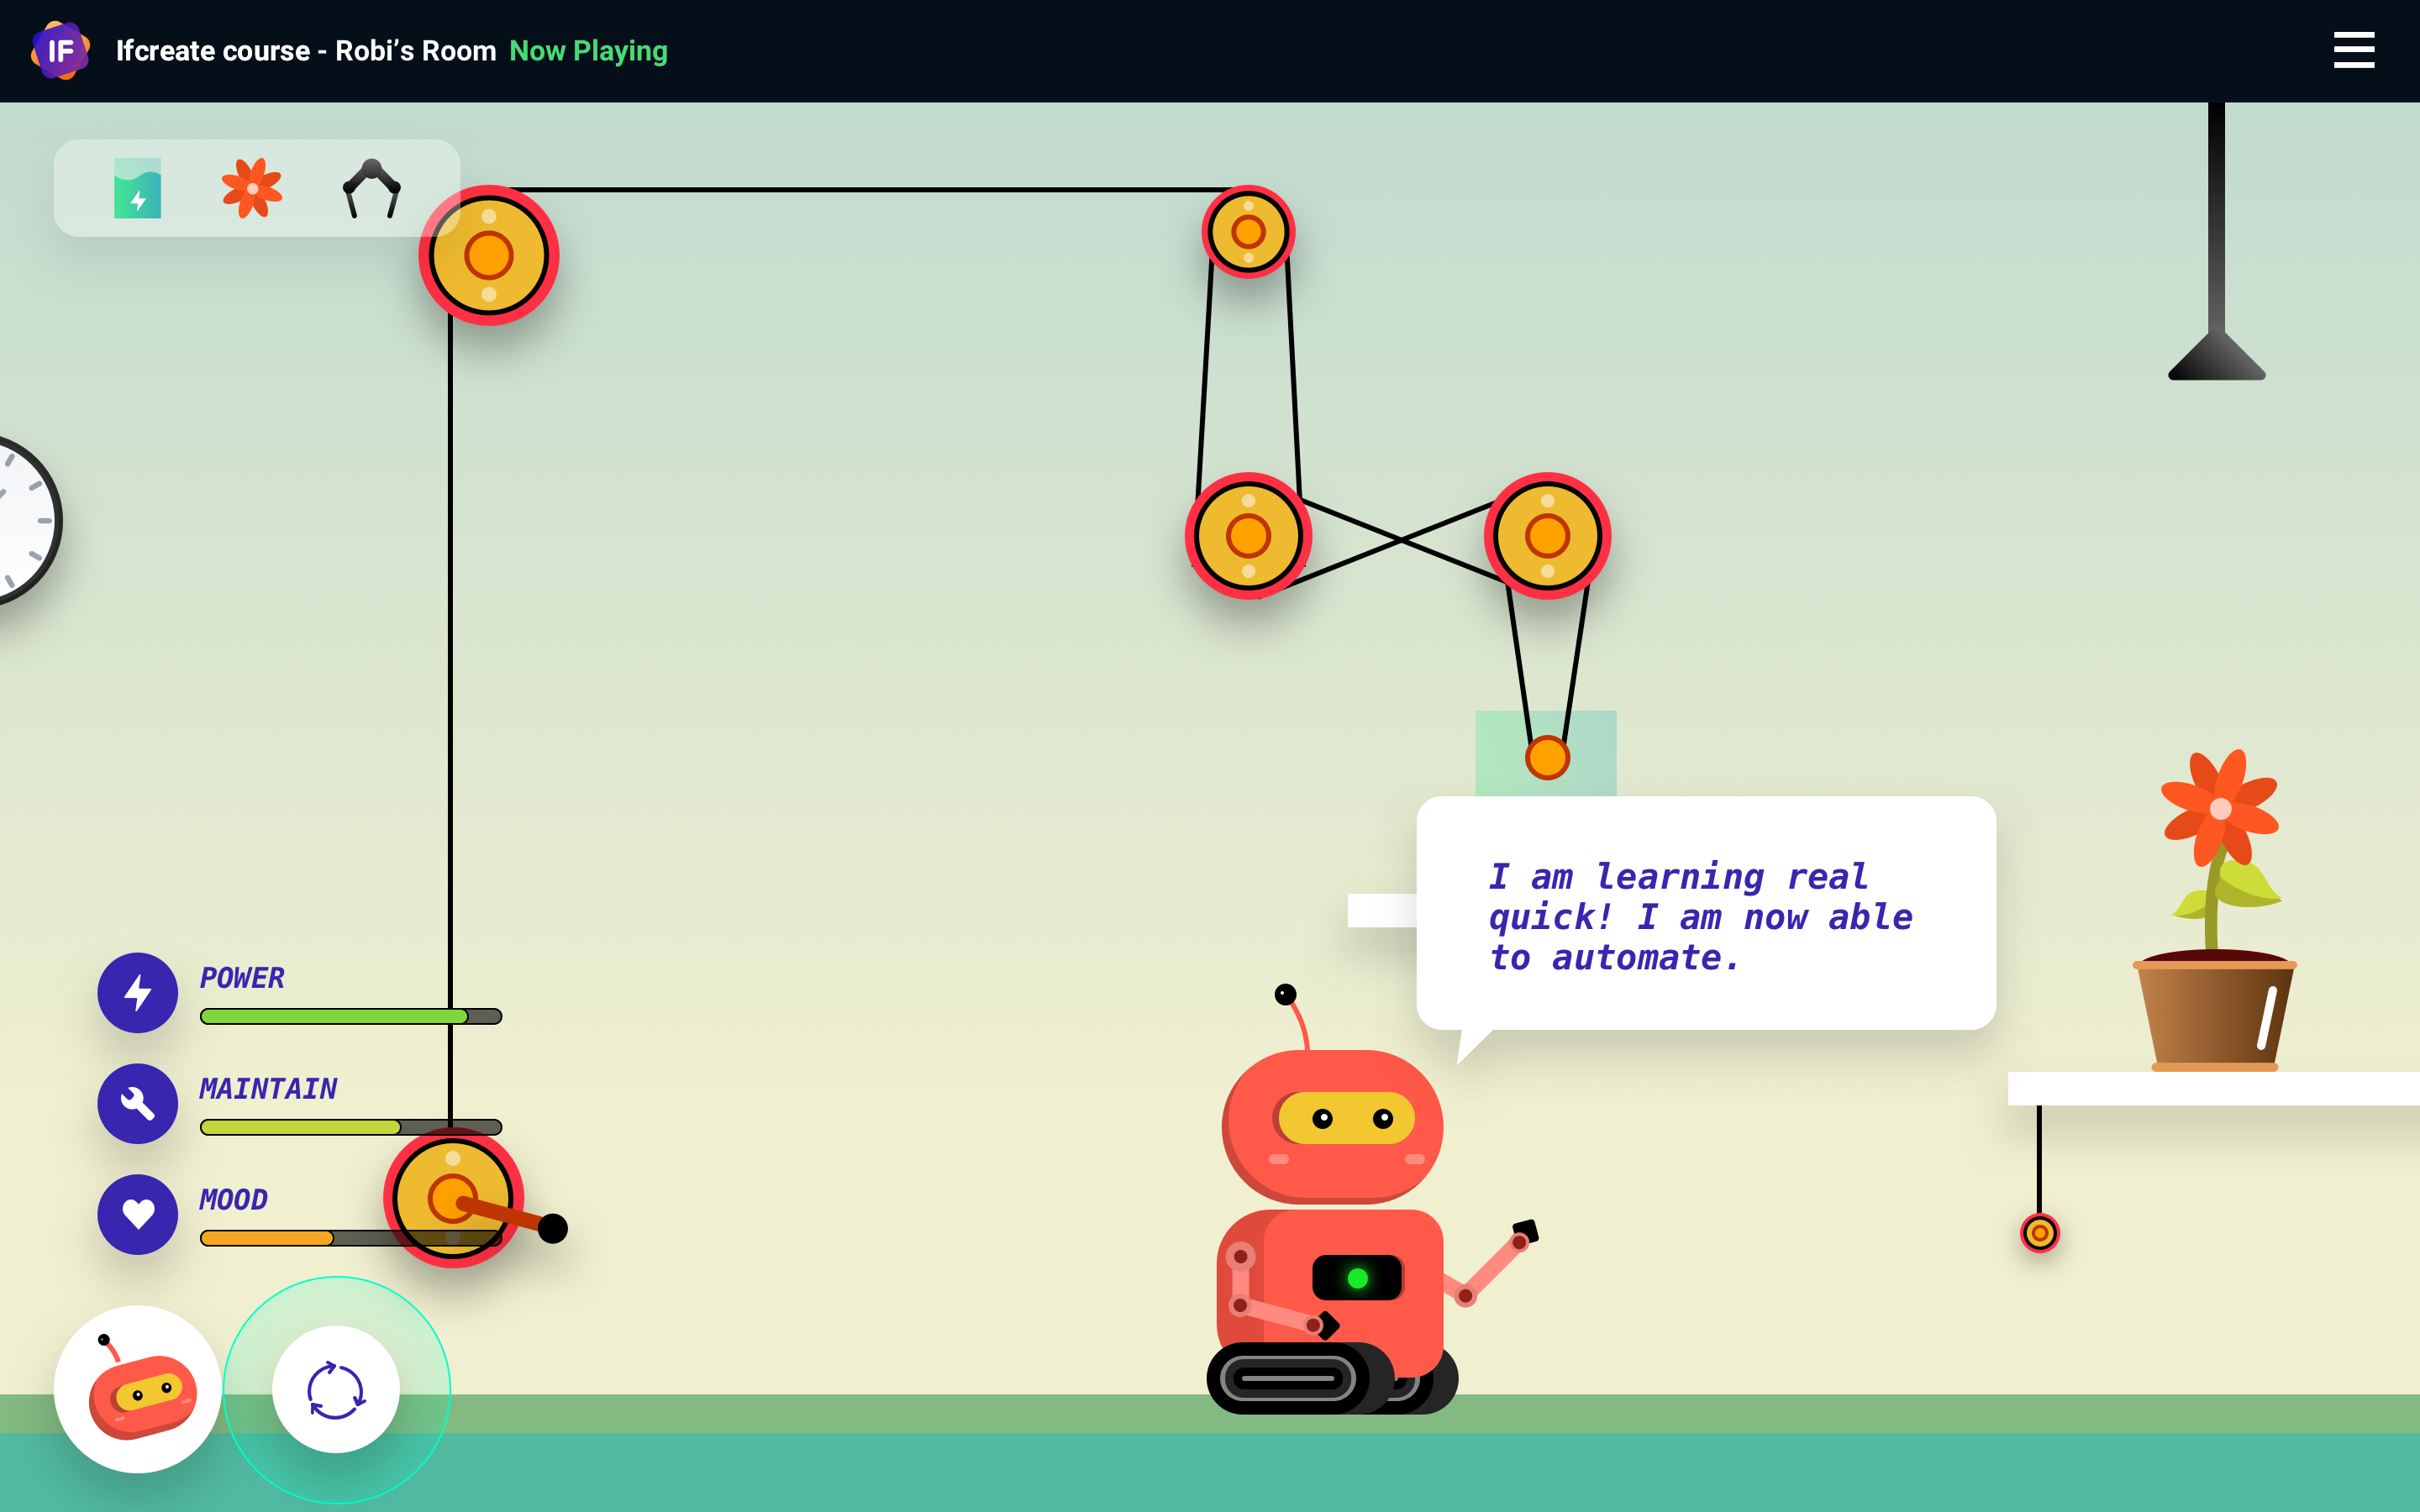 IF
Ifcreate course - Robi’s Room Now Playing
I am learning real
quick! I am now able
to automate.
POWER
MAINTAIN
MOOD